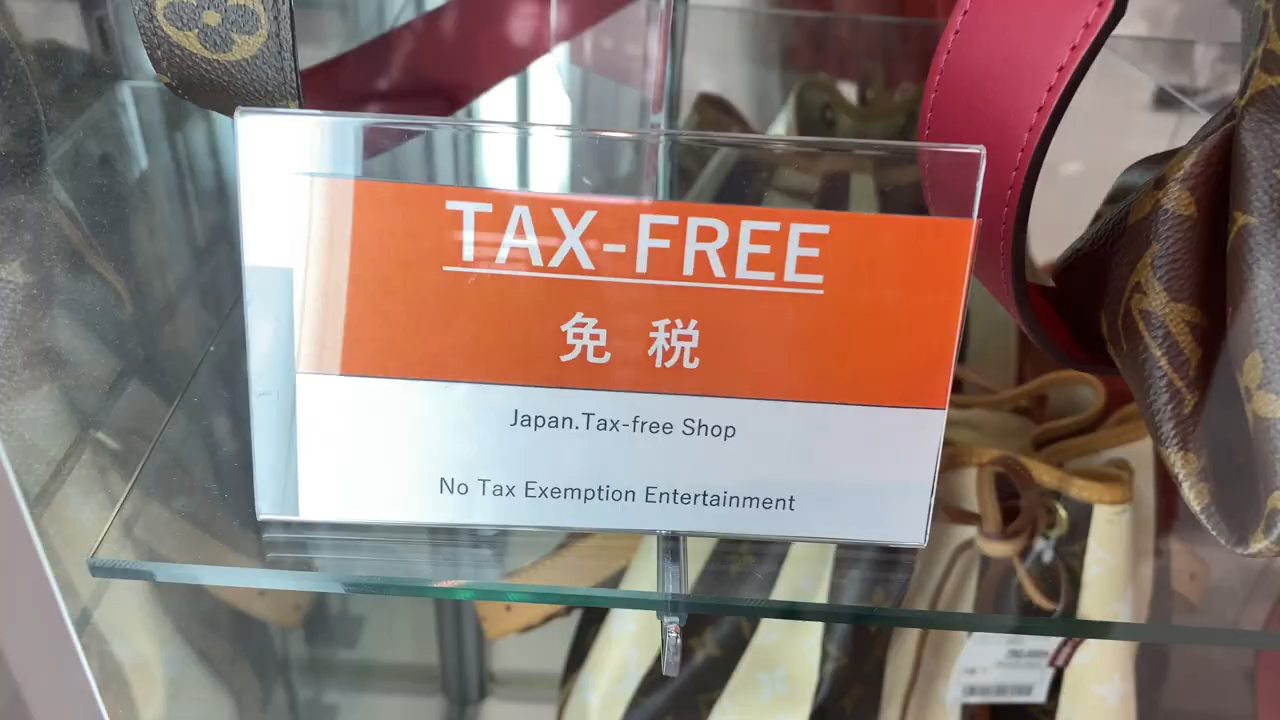 TAX-FREE
免 税
Japan.Tax-free Shop
No Tax Exemption Entertainment